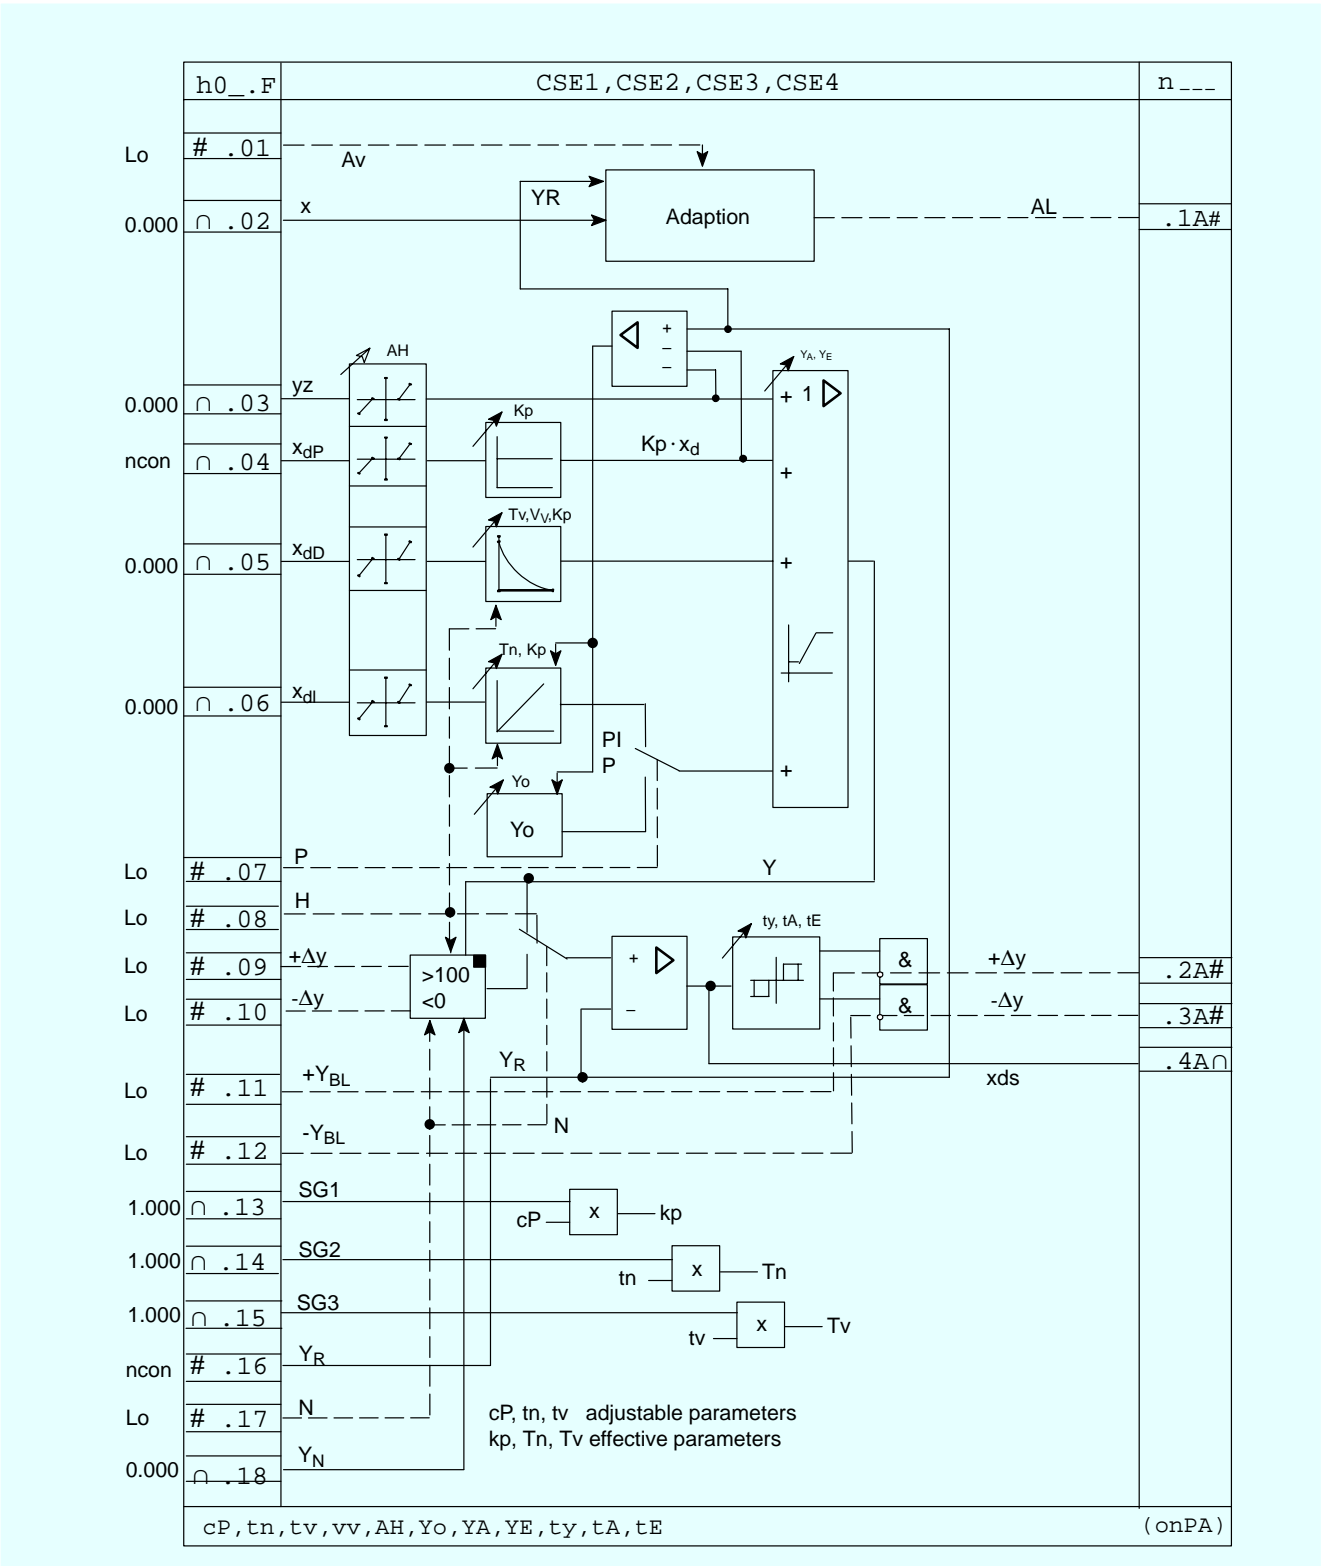 h0_.F CSE1,CSE2,CSE3,CSE4 n___
Lo # .01 Av
YR
Adaption
0.000 ∩ .02 x AL .1A#
+
–
–
AH
YA, YE
0.000 ∩ .03 yz + 1
Kp
ncon ∩ .04 xdP Kp · xd +
Tv,VV,Kp
0.000 ∩ .05 xdD +
Tn, Kp
0.000 ∩ .06 xdI
PI
P
+
Yo
Yo
Lo # .07 P Y
Lo # .08 H
ty, tA, tE
Lo # .09 +Δy >100 + & +Δy .2A#
Lo # .10 -Δy <0 – & -Δy .3A#
YR .4A∩
xds
Lo # .11 +YBL
N
Lo # .12 -YBL
1.000 ∩ .13 SG1
cP x kp
1.000 ∩ .14 SG2
tn x Tn
1.000 ∩ .15 SG3
tv x Tv
ncon # .16 YR
Lo # .17 N
cP, tn, tv adjustable parameters
kp, Tn, Tv effective parameters
0.000 ∩ .18 YN
cP,tn,tv,vv,AH,Yo,YA,YE,ty,tA,tE (onPA)